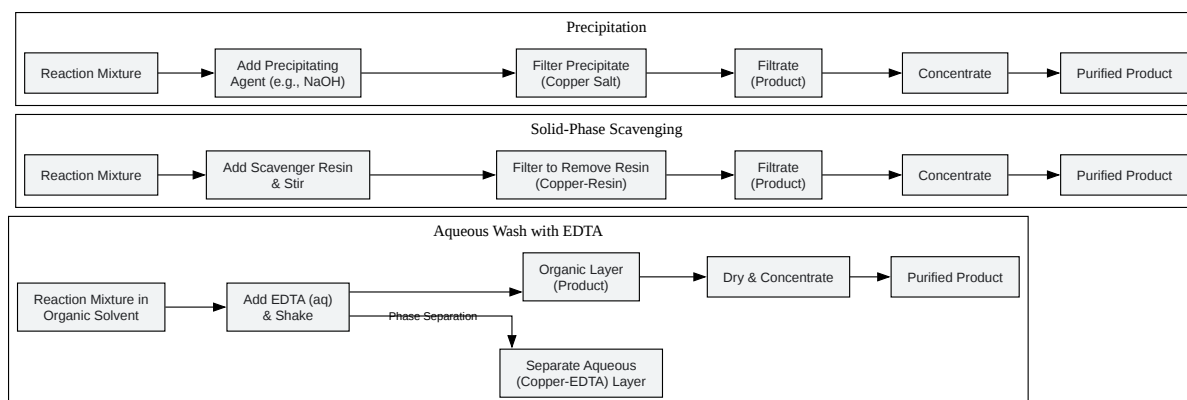 Precipitation
Reaction Mixture
Add Precipitating
Agent (e.g., NaOH)
Filter Precipitate
(Copper Salt)
Filtrate
(Product)
Concentrate
Purified Product
Solid-Phase Scavenging
Reaction Mixture
Add Scavenger Resin
& Stir
Filter to Remove Resin
(Copper-Resin)
Filtrate
(Product)
Concentrate
Purified Product
Aqueous Wash with EDTA
Reaction Mixture in
Organic Solvent
Add EDTA (aq)
& Shake
Phase Separation
Organic Layer
(Product)
Dry & Concentrate
Purified Product
Separate Aqueous
(Copper-EDTA) Layer